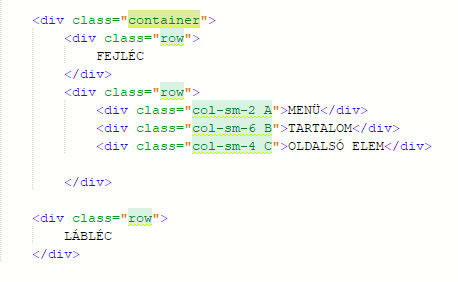 <div class="container">
<div class="row">
FEJLÉC
</div>
<div class="row">
<div class="col-sm-2 A">MENÜ</div>
<div class="col-sm-6 B">TARTALOM</div>
<div class="col-sm-4 C">OLDALSÓ ELEM</div>
</div>
<div class="row">
LÁBLÉC
</div>